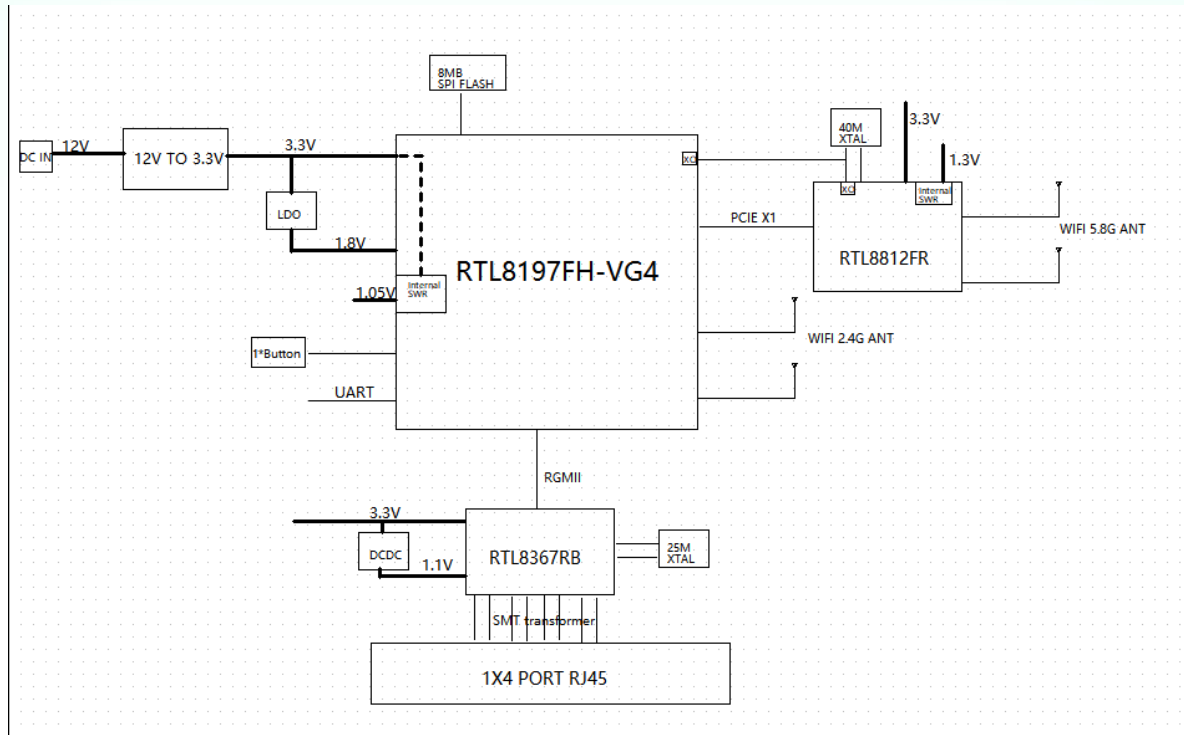 8MB
SPI FLASH
DC IN
12V
12V TO 3.3V
3.3V
LDO
1.8V
1.05V
Internal
SWR
RTL8197FH-VG4
XO
40M
XTAL
3.3V
1.3V
XO
Internal
SWR
PCIE X1
RTL8812FR
WIFI 5.8G ANT
WIFI 2.4G ANT
1*Button
UART
RGMII
3.3V
DCDC
1.1V
RTL8367RB
25M
XTAL
SMT transformer
1X4 PORT RJ45